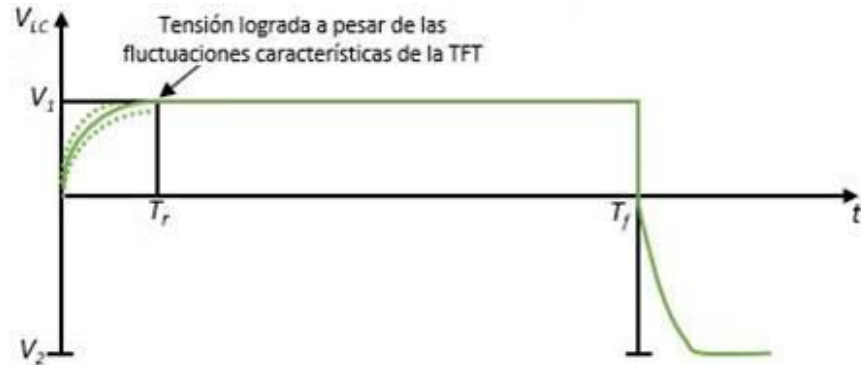 V_LC
Tensión lograda a pesar de las
fluctuaciones características de la TFT
V_1
T_r
T_f
t
V_2